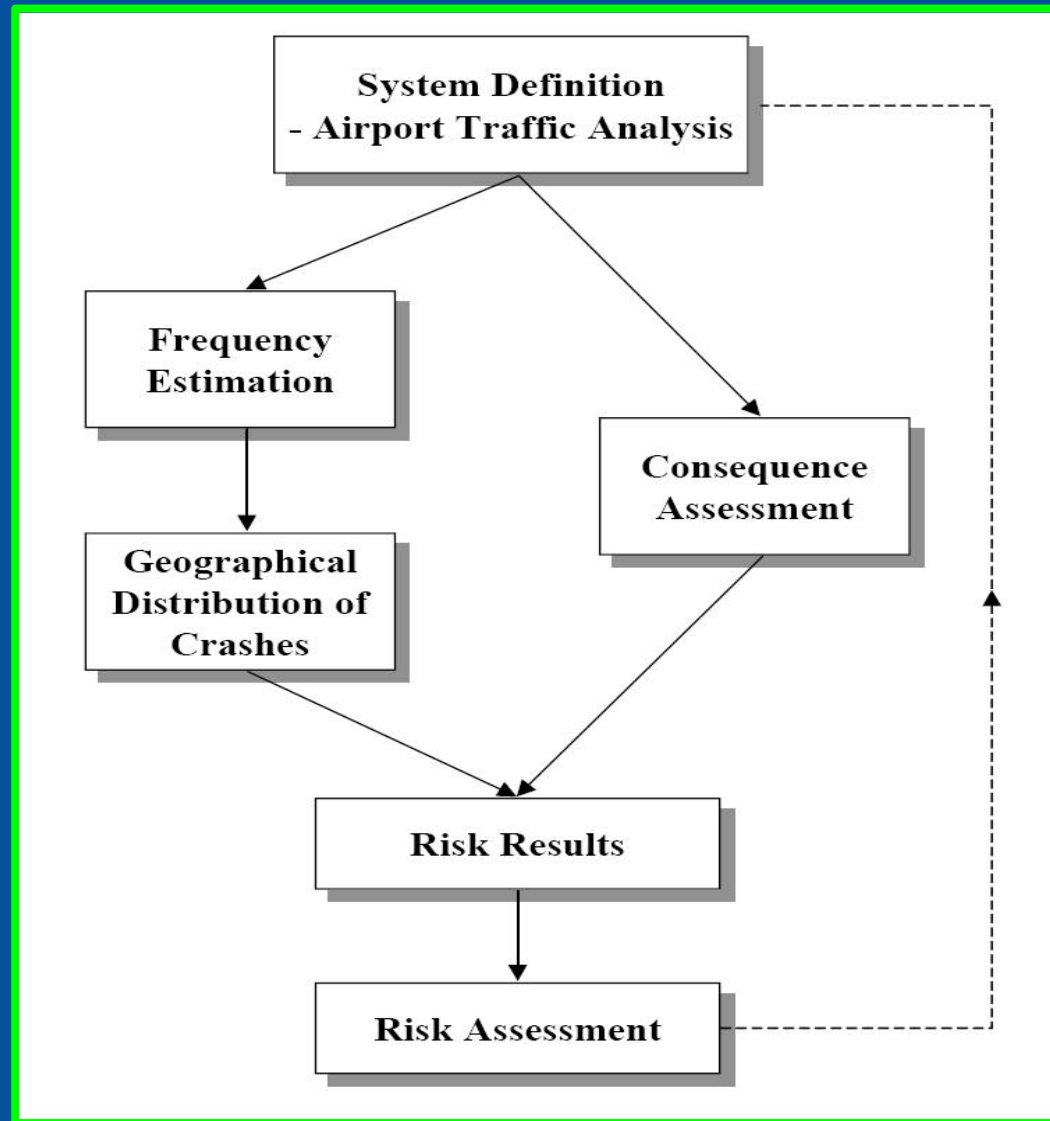 System Definition
- Airport Traffic Analysis
Frequency
Estimation
Consequence
Assessment
Geographical
Distribution of
Crashes
Risk Results
Risk Assessment